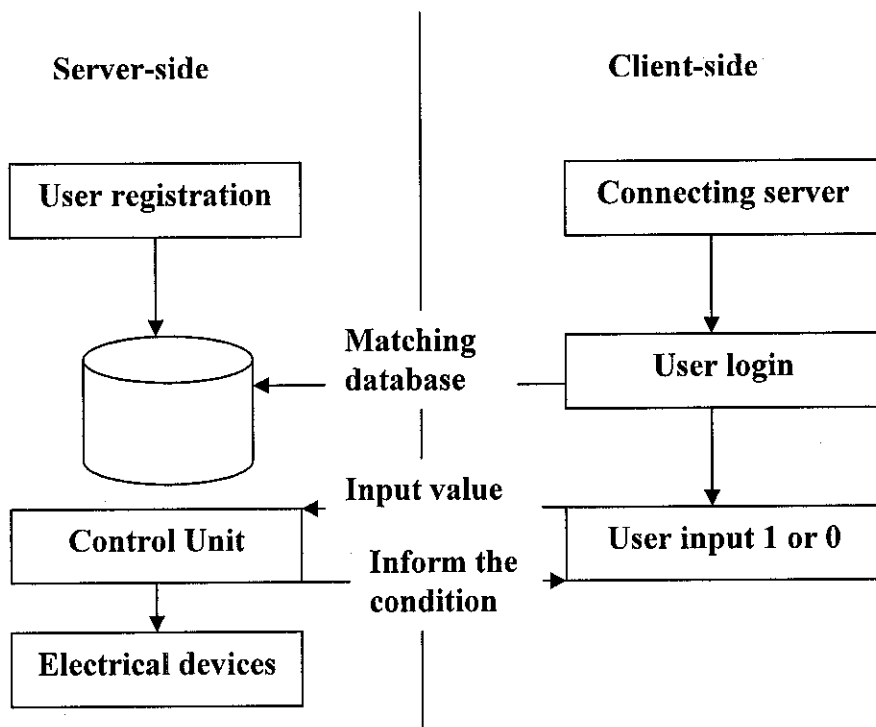 Server-side
Client-side
User registration
Connecting server
Matching
database
User login
Input value
Control Unit
User input 1 or 0
Inform the
condition
Electrical devices